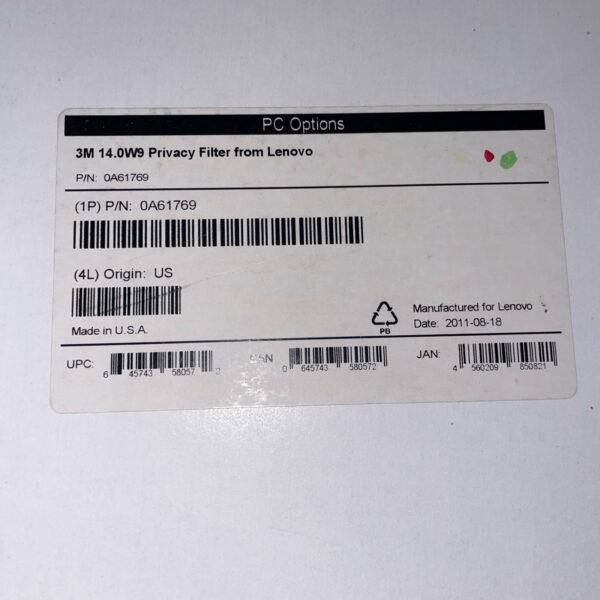 PC Options
3M 14.0W9 Privacy Filter from Lenovo
P/N: 0A61769
(1P) P/N: 0A61769
(4L) Origin: US
Made in U.S.A.
PB
Manufactured for Lenovo
Date: 2011-08-18
UPC: 6 45743 58057 2
0 645743 580572
JAN: 4 560209 850821